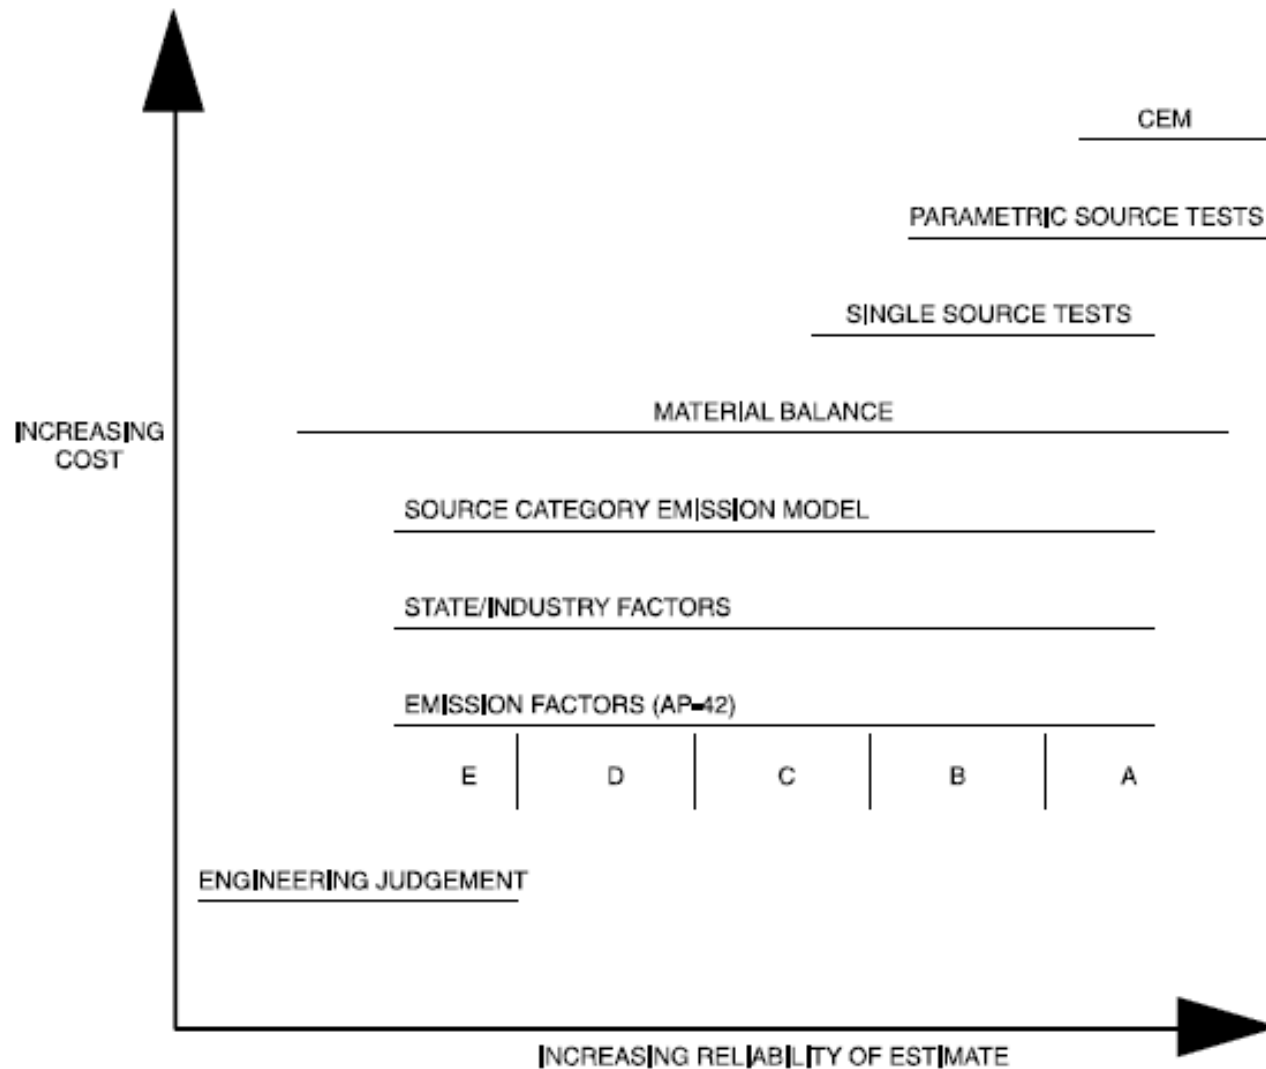 CEM
PARAMETRIC SOURCE TESTS
SINGLE SOURCE TESTS
MATERIAL BALANCE
INCREASING
COST
SOURCE CATEGORY EMISSION MODEL
STATE/INDUSTRY FACTORS
EMISSION FACTORS (AP-42)
E D C B A
ENGINEERING JUDGEMENT
INCREASING RELIABILITY OF ESTIMATE